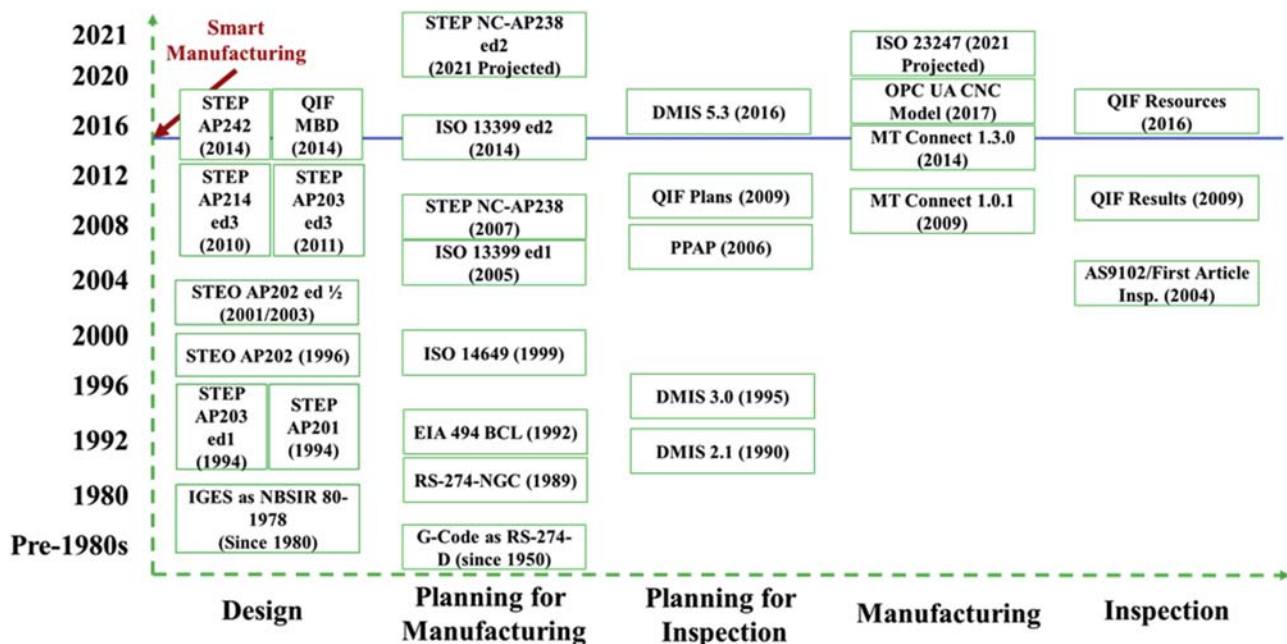 2021
2020
2016
2012
2008
2004
2000
1996
1992
1980
Pre-1980s
Smart
Manufacturing
STEP
AP242
(2014)
QIF
MBD
(2014)
STEP
AP214
ed3
(2010)
STEP
AP203
ed3
(2011)
STEO AP202 ed ½
(2001/2003)
STEO AP202 (1996)
STEP
AP203
ed1
(1994)
STEP
AP201
(1994)
IGES as NBSIR 80-
1978
(Since 1980)
Design
STEP NC-AP238
ed2
(2021 Projected)
ISO 13399 ed2
(2014)
STEP NC-AP238
(2007)
ISO 13399 ed1
(2005)
ISO 14649 (1999)
EIA 494 BCL (1992)
RS-274-NGC (1989)
G-Code as RS-274-
D (since 1950)
Planning for
Manufacturing
DMIS 5.3 (2016)
QIF Plans (2009)
PPAP (2006)
DMIS 3.0 (1995)
DMIS 2.1 (1990)
Planning for
Inspection
ISO 23247 (2021
Projected)
OPC UA CNC
Model (2017)
MT Connect 1.3.0
(2014)
MT Connect 1.0.1
(2009)
Manufacturing
QIF Resources
(2016)
QIF Results (2009)
AS9102/First Article
Insp. (2004)
Inspection